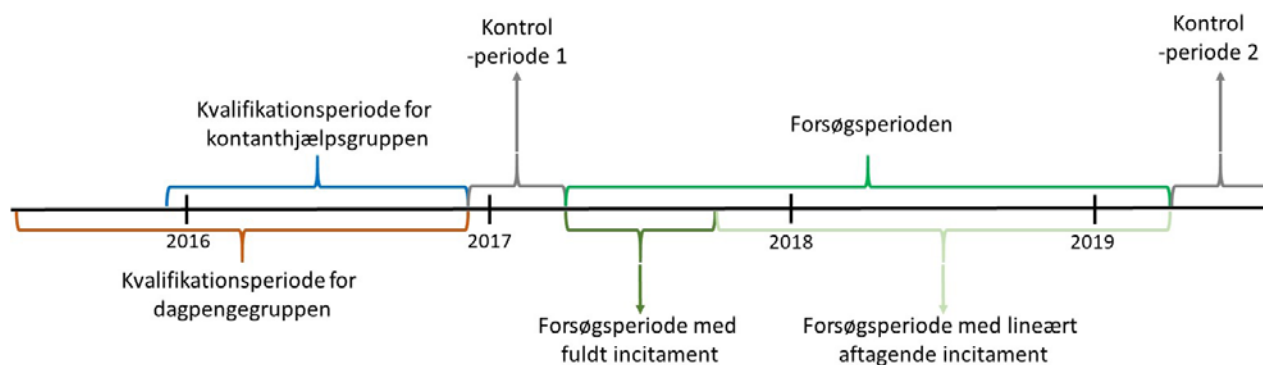 Kontrol
-periode 1
Kontrol
-periode 2
Kvalifikationsperiode for
kontanthjælpsgruppen
Forsøgsperioden
2016
2017
2018
2019
Kvalifikationsperiode for
dagpengegruppen
Forsøgsperiode med
fuldt incitament
Forsøgsperiode med lineært
aftagende incitament